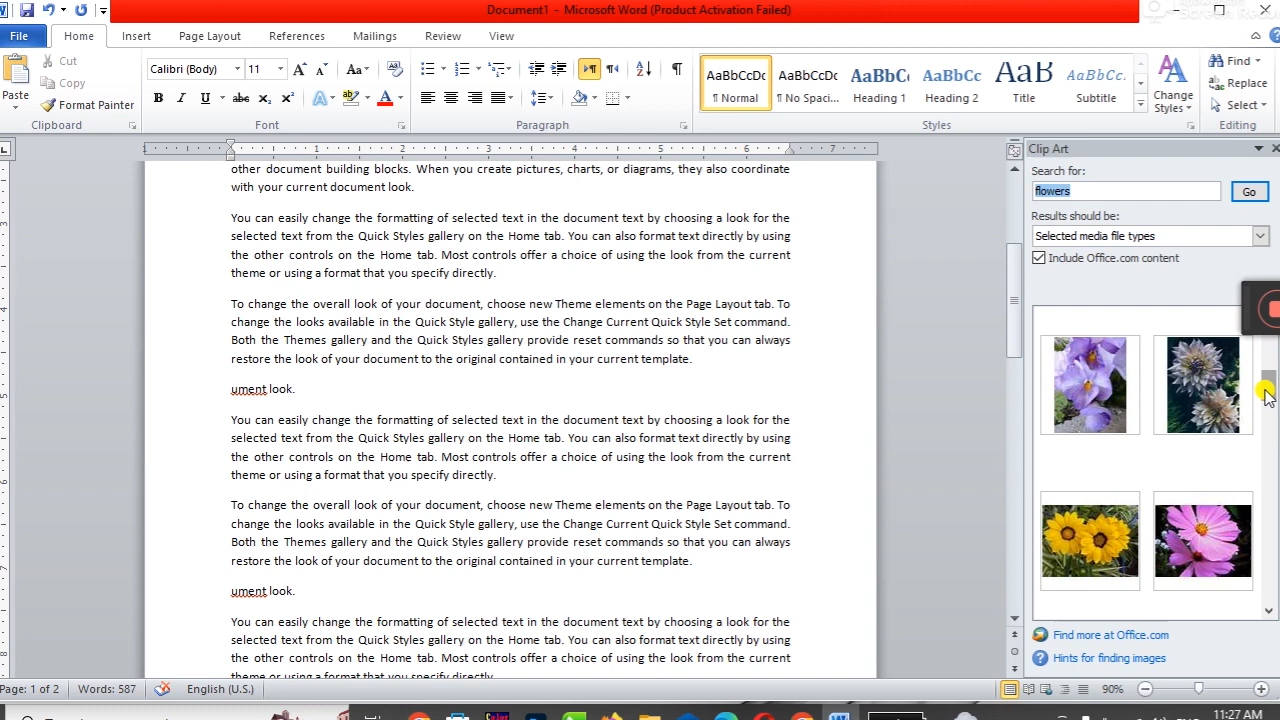 Document1 - Microsoft Word (Product Activation Failed)
File Home Insert Page Layout References Mailings Review View
Paste
Cut
Copy
Format Painter
Clipboard
Calibri (Body) 11
Font
Paragraph
AaBbCcDc AaBbCcDc AaBbC AaBbCc AaB AaBbCc.
¶ Normal ¶ No Spaci... Heading 1 Heading 2 Title Subtitle
Change
Styles
Styles
Find
Replace
Select
Editing
1 1 2 3 4 5 6 7
other document building blocks. When you create pictures, charts, or diagrams, they also coordinate
with your current document look.
You can easily change the formatting of selected text in the document text by choosing a look for the
selected text from the Quick Styles gallery on the Home tab. You can also format text directly by using
the other controls on the Home tab. Most controls offer a choice of using the look from the current
theme or using a format that you specify directly.
To change the overall look of your document, choose new Theme elements on the Page Layout tab. To
change the looks available in the Quick Style gallery, use the Change Current Quick Style Set command.
Both the Themes gallery and the Quick Styles gallery provide reset commands so that you can always
restore the look of your document to the original contained in your current template.
ument look.
You can easily change the formatting of selected text in the document text by choosing a look for the
selected text from the Quick Styles gallery on the Home tab. You can also format text directly by using
the other controls on the Home tab. Most controls offer a choice of using the look from the current
theme or using a format that you specify directly.
To change the overall look of your document, choose new Theme elements on the Page Layout tab. To
change the looks available in the Quick Style gallery, use the Change Current Quick Style Set command.
Both the Themes gallery and the Quick Styles gallery provide reset commands so that you can always
restore the look of your document to the original contained in your current template.
ument look.
You can easily change the formatting of selected text in the document text by choosing a look for the
selected text from the Quick Styles gallery on the Home tab. You can also format text directly by using
the other controls on the Home tab. Most controls offer a choice of using the look from the current
theme or using a format that you specify directly.
Clip Art
Search for:
flowers
Go
Results should be:
Selected media file types
Include Office.com content
Find more at Office.com
Hints for finding images
Page: 1 of 2 Words: 587 English (U.S.) 90%
11:27 AM